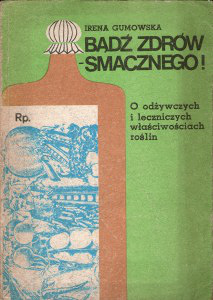 IRENA GUMOWSKA
BĄDŹ ZDRÓW
-SMACZNEGO!
O odżywczych
i leczniczych
właściwościach
roślin
Rp.